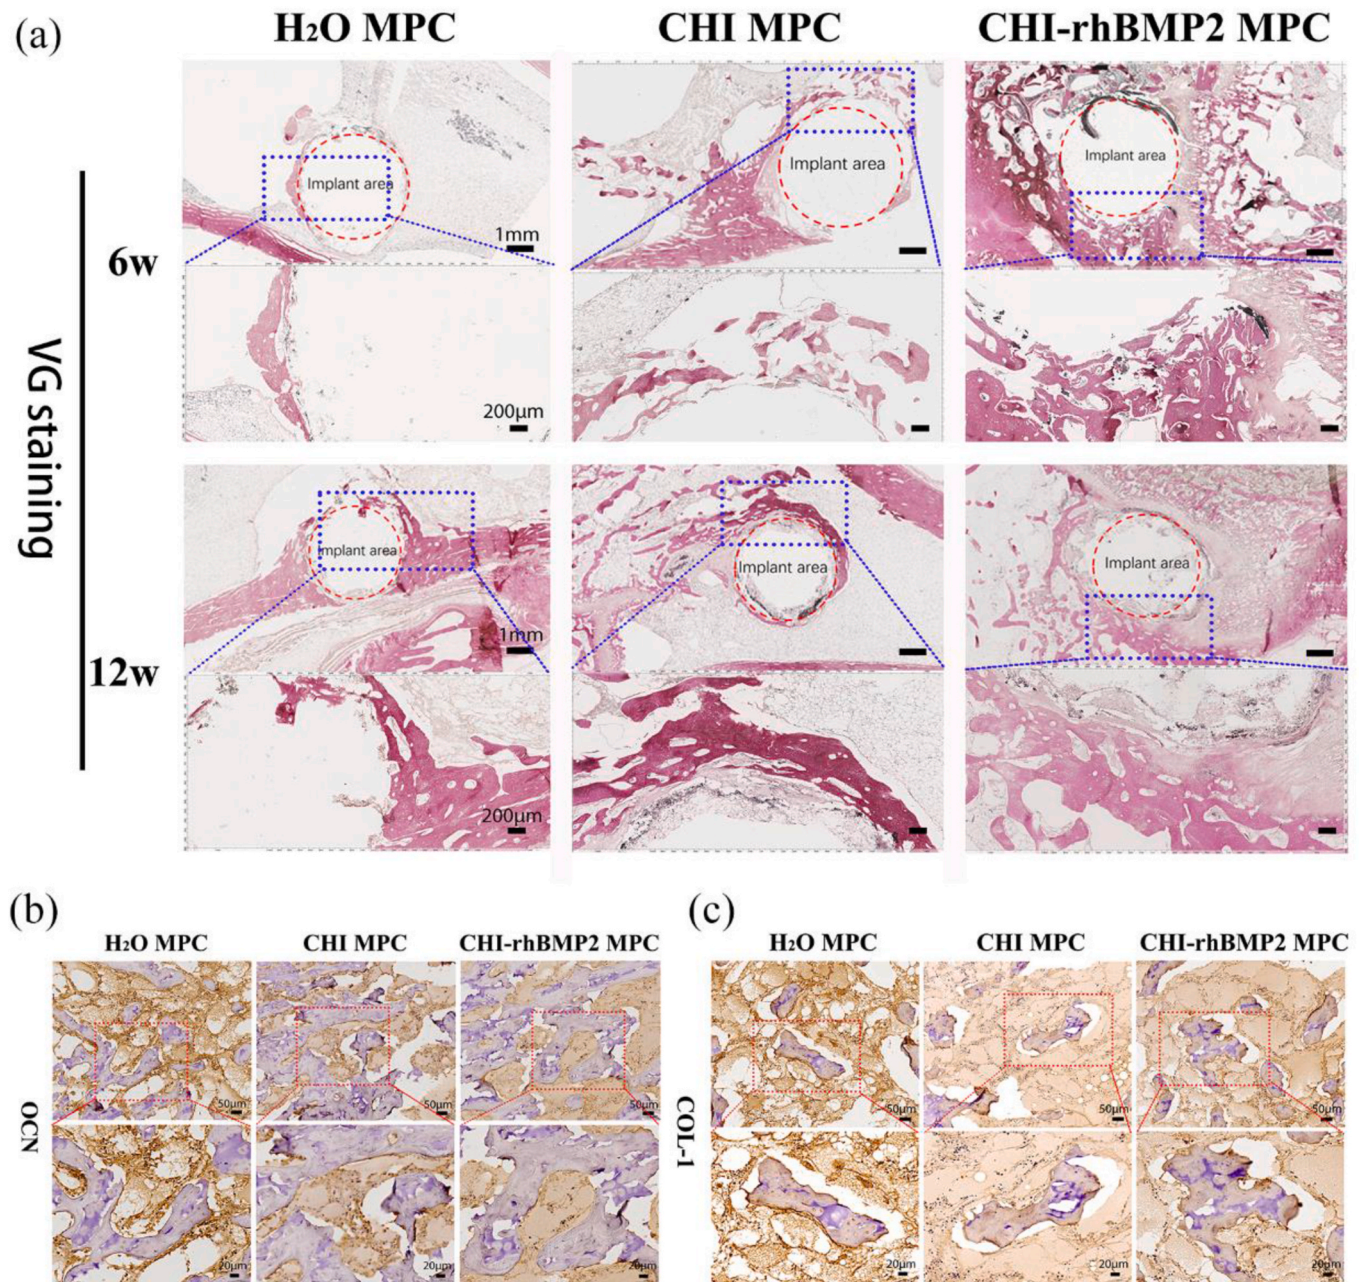 (a)
H₂O MPC CHI MPC CHI-rhBMP2 MPC
VG staining
6w
Implant area
1mm
Implant area
Implant area
200μm
12w
Implant area
1mm
Implant area
Implant area
200μm
(b)
H₂O MPC CHI MPC CHI-rhBMP2 MPC
OCN
50μm 50μm 50μm
20μm 20μm 20μm
(c)
H₂O MPC CHI MPC CHI-rhBMP2 MPC
COL-1
50μm 50μm 50μm
20μm 20μm 20μm